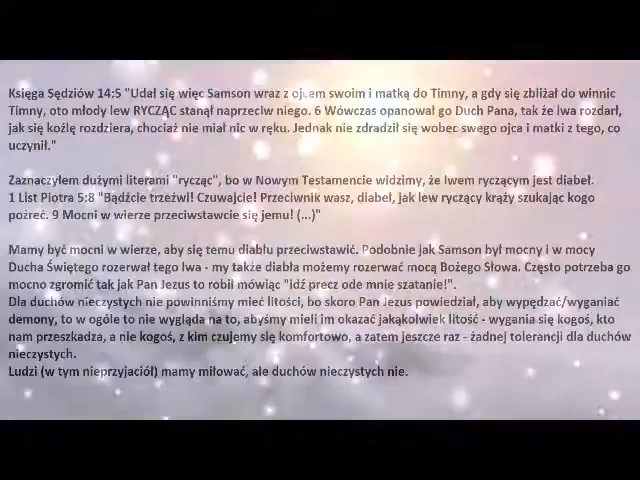 Księga Sędziów 14:5 "Udał się więc Samson wraz z ojcem swoim i matką do Timny, a gdy się zbliżał do winnic
Timny, oto młody lew RYCZĄC stanął naprzeciw niego. 6 Wówczas opanował go Duch Pana, tak że lwa rozdarł,
jak się koźlę rozdziera, chociaż nie miał nic w ręku. Jednak nie zdradził się wobec swego ojca i matki z tego, co
uczynił."
Zaznaczyłem dużymi literami "rycząc", bo w Nowym Testamencie widzimy, że lwem ryczącym jest diabeł.
1 List Piotra 5:8 "Bądźcie trzeźwi! Czuwajcie! Przeciwnik wasz, diabeł, jak lew ryczący krąży szukając kogo
pożreć. 9 Mocni w wierze przeciwstawcie się jemu! (...)"
Mamy być mocni w wierze, aby się temu diabłu przeciwstawić. Podobnie jak Samson był mocny i w mocy
Ducha Świętego rozerwał tego lwa - my także diabła możemy rozerwać mocą Bożego Słowa. Często potrzeba go
mocno zgromić tak jak Pan Jezus to robił mówiąc "idź precz ode mnie szatanie!".
Dla duchów nieczystych nie powinniśmy mieć litości, bo skoro Pan Jezus powiedział, aby wypędzać/wyganiać
demony, to w ogóle to nie wygląda na to, abyśmy mieli im okazać jakąkolwiek litość - wygania się kogoś, kto
nam przeszkadza, a nie kogoś, z kim czujemy się komfortowo, a zatem jeszcze raz - żadnej tolerancji dla duchów
nieczystych.
Ludzi (w tym nieprzyjaciół) mamy miłować, ale duchów nieczystych nie.